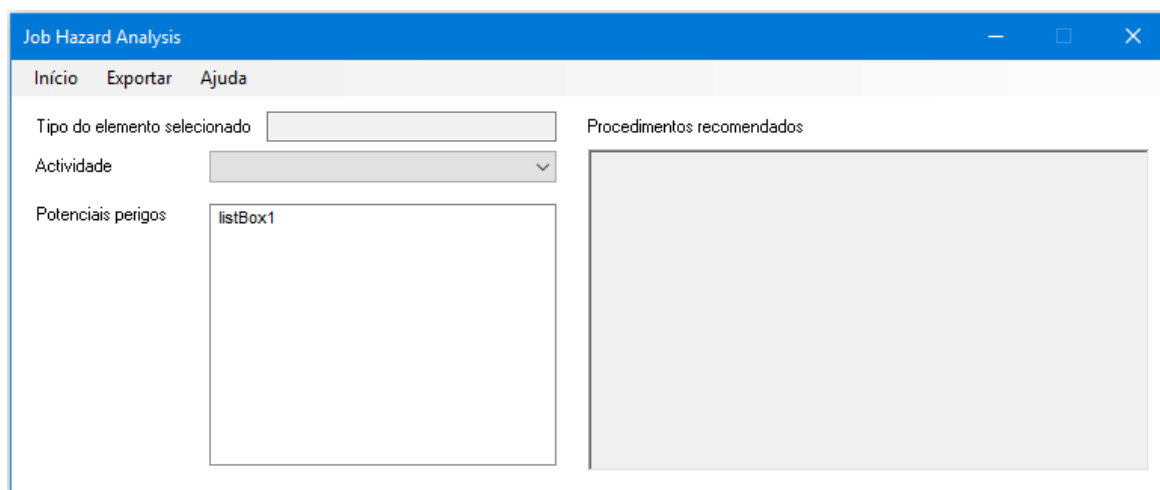 Job Hazard Analysis
Início Exportar Ajuda
Tipo do elemento selecionado
Procedimentos recomendados
Actividade
Potenciais perigos
listBox1